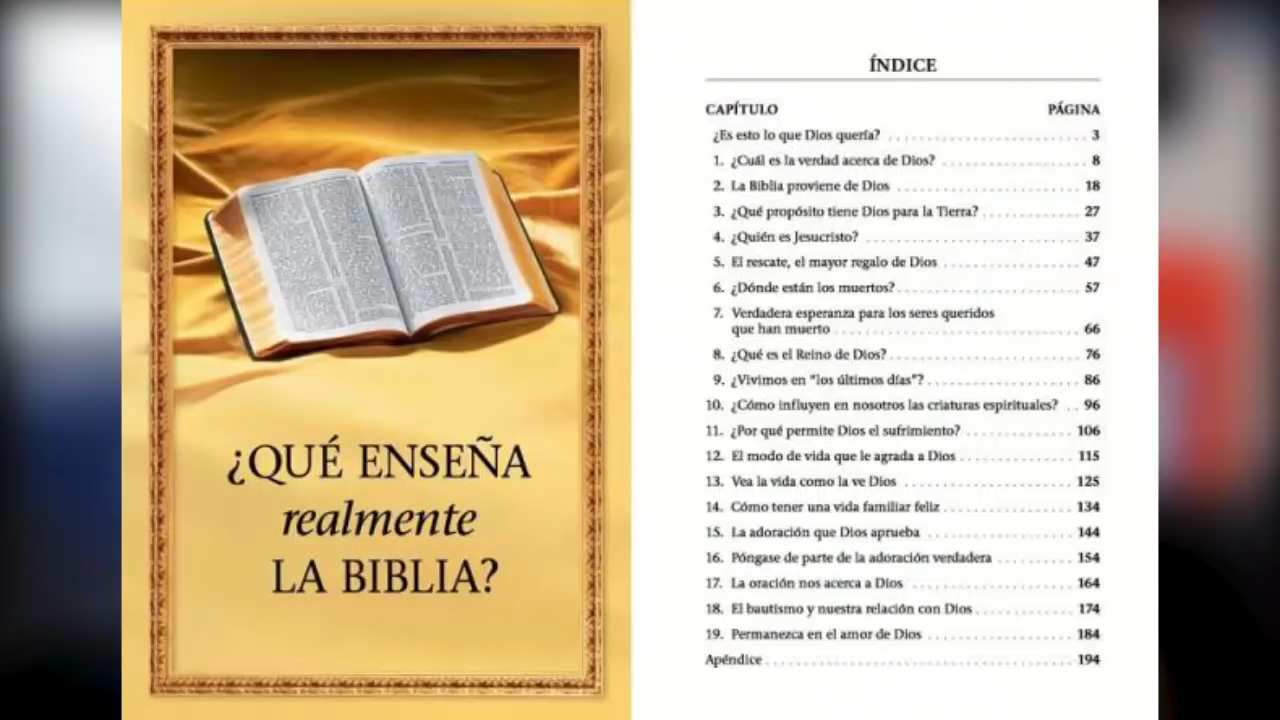 ¿QUÉ ENSEÑA
realmente
LA BIBLIA?
ÍNDICE
CAPÍTULO PÁGINA
¿Es esto lo que Dios quería? 3
1. ¿Cuál es la verdad acerca de Dios? 8
2. La Biblia proviene de Dios 18
3. ¿Qué propósito tiene Dios para la Tierra? 27
4. ¿Quién es Jesucristo? 37
5. El rescate, el mayor regalo de Dios 47
6. ¿Dónde están los muertos? 57
7. Verdadera esperanza para los seres queridos
que han muerto 66
8. ¿Qué es el Reino de Dios? 76
9. ¿Vivimos en "los últimos días"? 86
10. ¿Cómo influyen en nosotros las criaturas espirituales? 96
11. ¿Por qué permite Dios el sufrimiento? 106
12. El modo de vida que le agrada a Dios 115
13. Vea la vida como la ve Dios 125
14. Cómo tener una vida familiar feliz 134
15. La adoración que Dios aprueba 144
16. Póngase de parte de la adoración verdadera 154
17. La oración nos acerca a Dios 164
18. El bautismo y nuestra relación con Dios 174
19. Permanezca en el amor de Dios 184
Apéndice 194